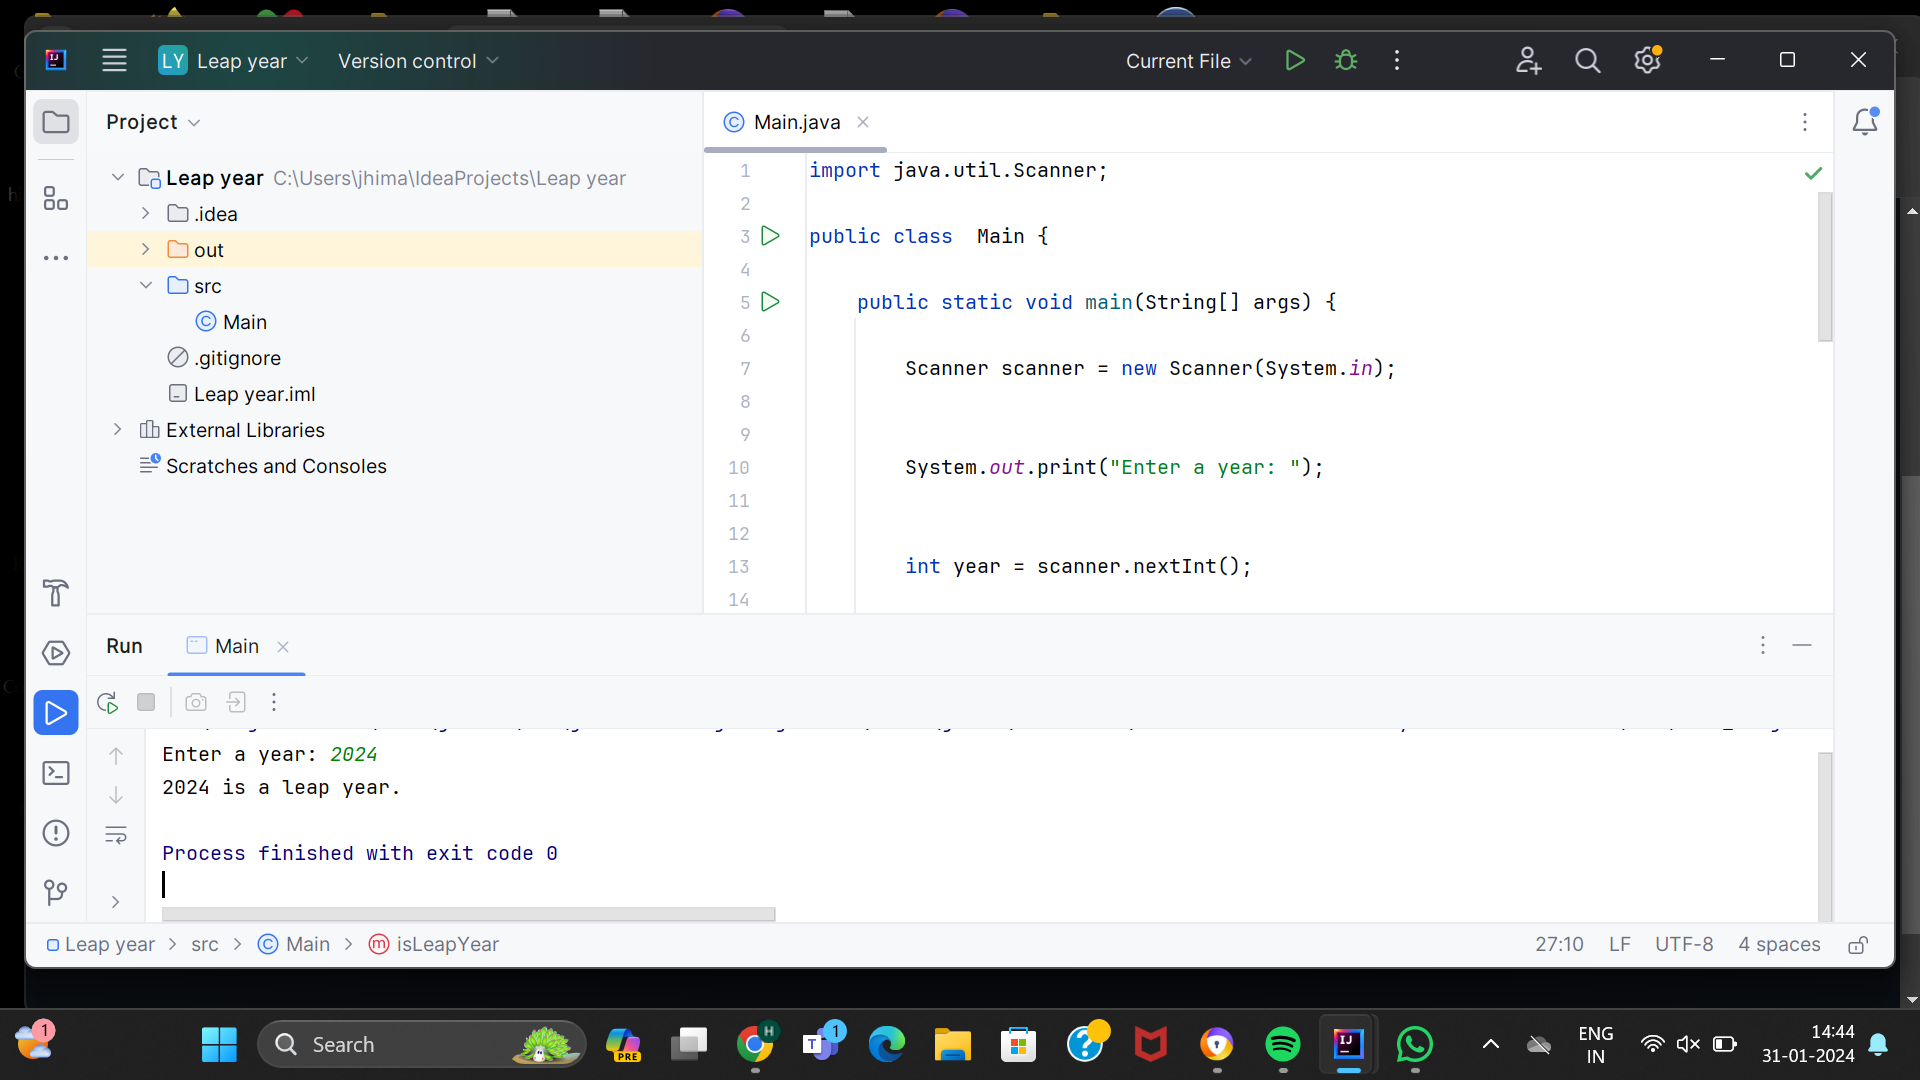 LY Leap year Version control Current File
Project
Main.java
Leap year C:\Users\jhima\IdeaProjects\Leap year
.idea
out
src
Main
.gitignore
Leap year.iml
External Libraries
Scratches and Consoles
1 import java.util.Scanner;
2
3 public class  Main {
4
5 public static void main(String[] args) {
6
7 Scanner scanner = new Scanner(System.in);
8
9
10 System.out.print("Enter a year: ");
11
12
13 int year = scanner.nextInt();
14
Run Main
Enter a year: 2024
2024 is a leap year.
Process finished with exit code 0
Leap year > src > Main > isLeapYear 27:10 LF UTF-8 4 spaces
1 Search PRE H T 1 IJ ENG 14:44
IN 31-01-2024